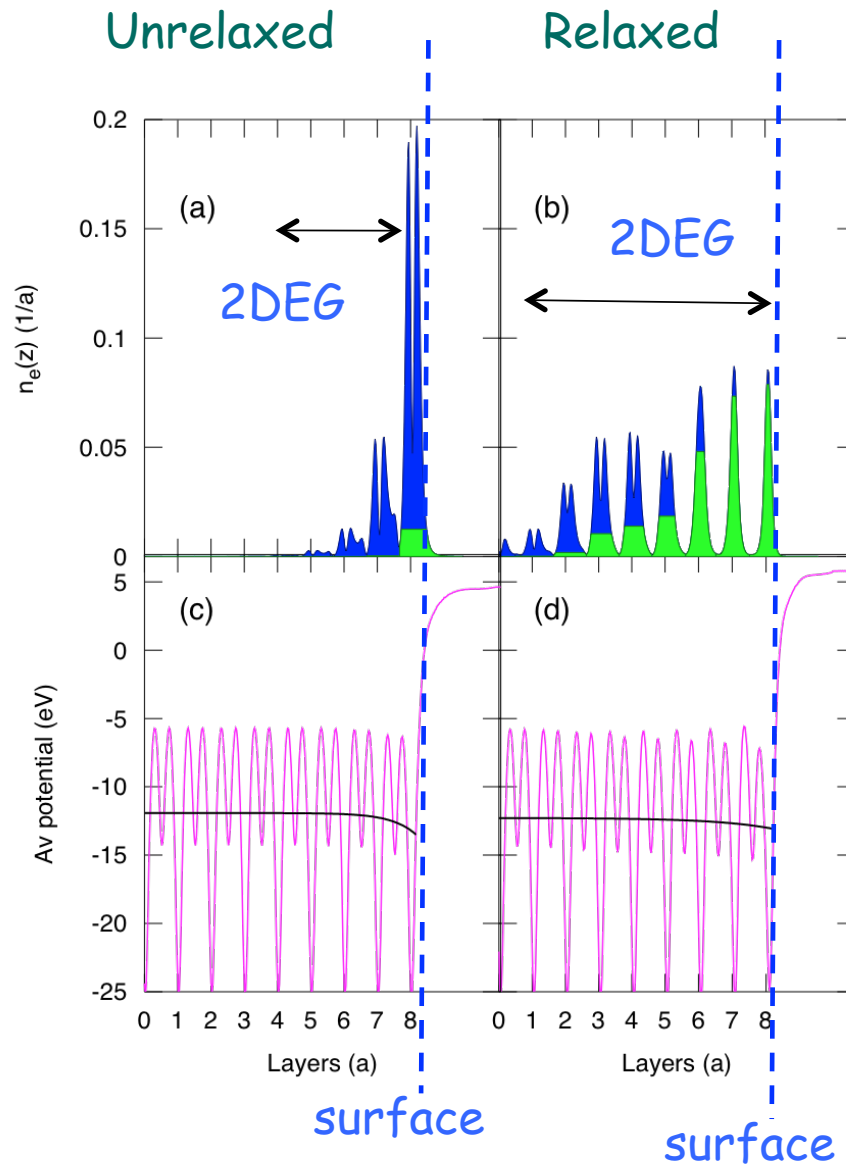 Unrelaxed Relaxed
0.2
(a) (b)
0.15
2DEG
2DEG
n_e(z) (1/a)
0.1
0.05
0
5
(c) (d)
0
-5
Av potential (eV)
-10
-15
-20
-25
0 1 2 3 4 5 6 7 8 0 1 2 3 4 5 6 7 8
Layers (a) Layers (a)
surface
surface